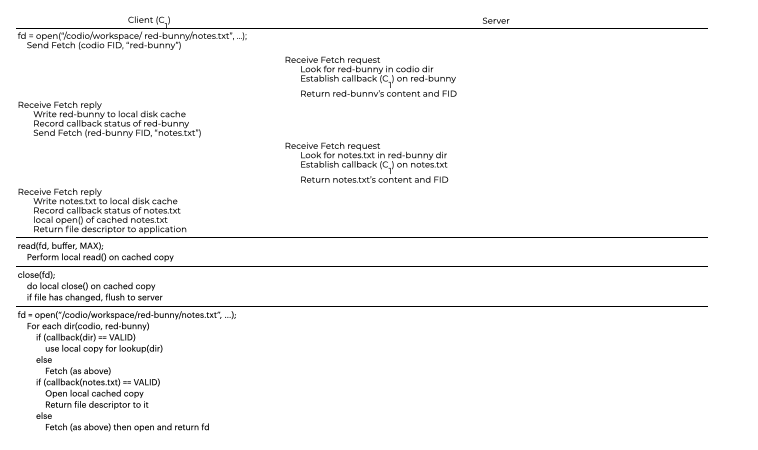 Client (C1) Server
fd = open("/codio/workspace/ red-bunny/notes.txt", ...);
Send Fetch (codio FID, "red-bunny")
Receive Fetch request
Look for red-bunny in codio dir
Establish callback (C1) on red-bunny
Return red-bunny's content and FID
Receive Fetch reply
Write red-bunny to local disk cache
Record callback status of red-bunny
Send Fetch (red-bunny FID, "notes.txt")
Receive Fetch request
Look for notes.txt in red-bunny dir
Establish callback (C1) on notes.txt
Return notes.txt's content and FID
Receive Fetch reply
Write notes.txt to local disk cache
Record callback status of notes.txt
local open() of cached notes.txt
Return file descriptor to application
read(fd, buffer, MAX);
Perform local read() on cached copy
close(fd);
do local close() on cached copy
if file has changed, flush to server
fd = open("/codio/workspace/red-bunny/notes.txt", ...);
For each dir(codio, red-bunny)
if (callback(dir) == VALID)
use local copy for lookup(dir)
else
Fetch (as above)
if (callback(notes.txt) == VALID)
Open local cached copy
Return file descriptor to it
else
Fetch (as above) then open and return fd